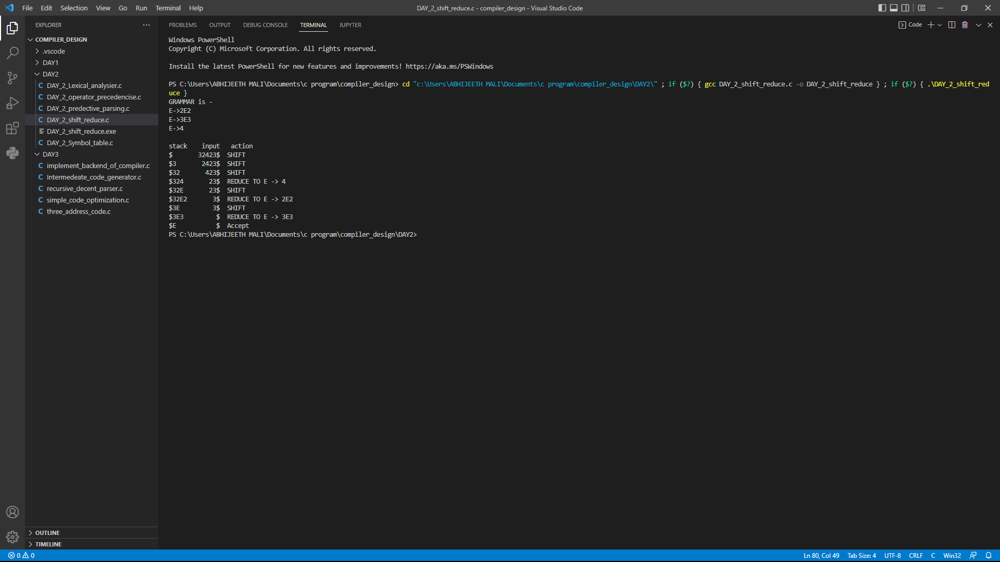 File Edit Selection View Go Run Terminal Help
DAY_2_shift_reduce.c - compiler_design - Visual Studio Code
EXPLORER
COMPILER_DESIGN
.vscode
DAY1
DAY2
DAY_2_Lexical_analysier.c
DAY_2_operator_precedencise.c
DAY_2_predective_parsing.c
DAY_2_shift_reduce.c
DAY_2_shift_reduce.exe
DAY_2_Symbol_table.c
DAY3
implement_backend_of_compiler.c
Intermedeate_code_generator.c
recursive_decent_parser.c
simple_code_optimization.c
three_address_code.c
OUTLINE
TIMELINE
PROBLEMS OUTPUT DEBUG CONSOLE TERMINAL JUPYTER
Code
Windows PowerShell
Copyright (C) Microsoft Corporation. All rights reserved.
Install the latest PowerShell for new features and improvements! https://aka.ms/PSWindows
PS C:\Users\ABHIJEETH MALI\Documents\c program\compiler_design> cd "c:\Users\ABHIJEETH MALI\Documents\c program\compiler_design\DAY2\" ; if ($?) { gcc DAY_2_shift_reduce.c -o DAY_2_shift_reduce } ; if ($?) { .\DAY_2_shift_red
uce }
GRAMMAR is -
E->2E2
E->3E3
E->4
stack    input   action
$       32423$  SHIFT
$3       2423$  SHIFT
$32       423$  SHIFT
$324       23$  REDUCE TO E -> 4
$32E       23$  SHIFT
$32E2       3$  REDUCE TO E -> 2E2
$3E         3$  SHIFT
$3E3         $  REDUCE TO E -> 3E3
$E           $  Accept
PS C:\Users\ABHIJEETH MALI\Documents\c program\compiler_design\DAY2>
0 0
Ln 80, Col 49 Tab Size: 4 UTF-8 CRLF C Win32